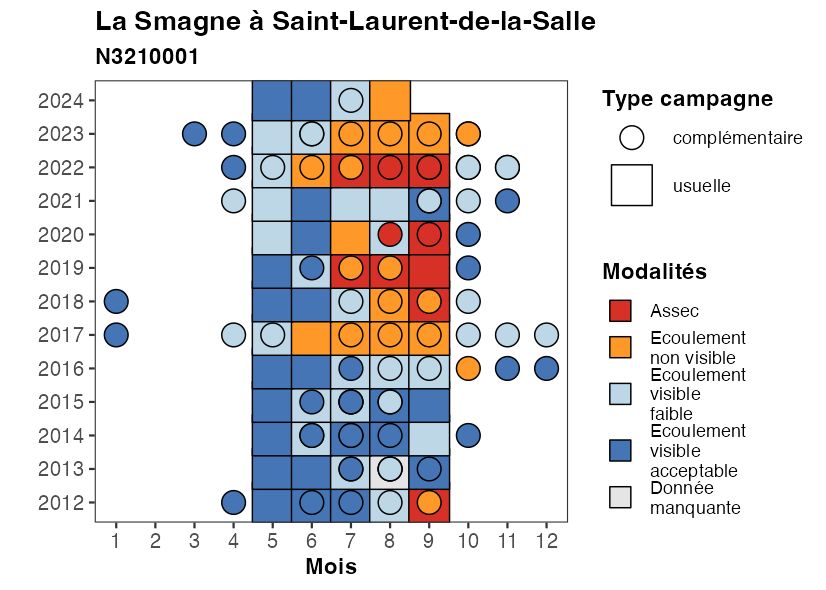 La Smagne à Saint-Laurent-de-la-Salle
N3210001
2024
2023
2022
2021
2020
2019
2018
2017
2016
2015
2014
2013
2012
1 2 3 4 5 6 7 8 9 10 11 12
Mois
Type campagne
complémentaire
usuelle
Modalités
Assec
Ecoulement
non visible
Ecoulement
visible
faible
Ecoulement
visible
acceptable
Donnée
manquante